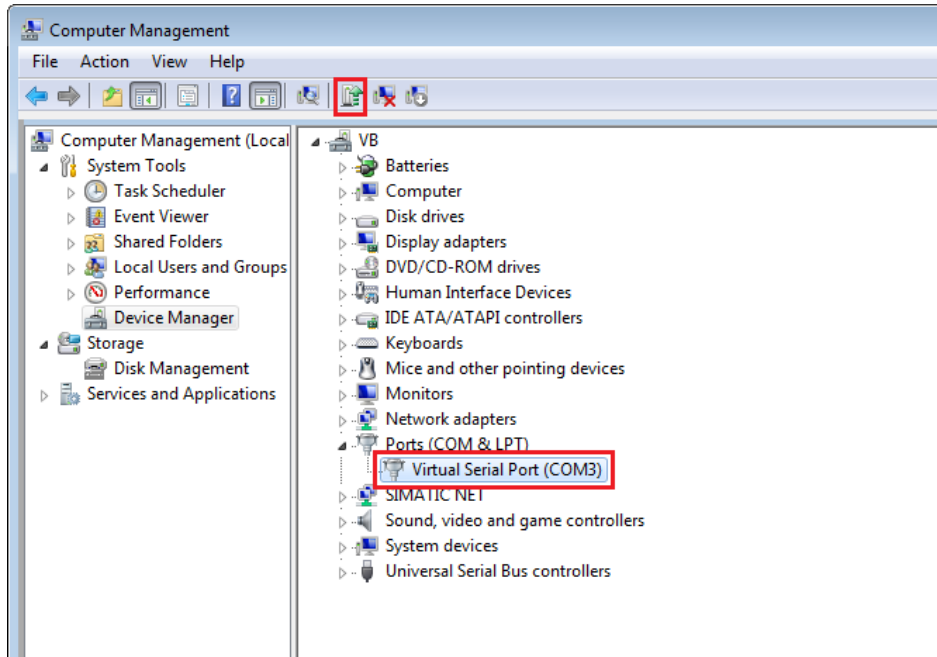 Computer Management
File Action View Help
Computer Management (Local
System Tools
Task Scheduler
Event Viewer
Shared Folders
Local Users and Groups
Performance
Device Manager
Storage
Disk Management
Services and Applications
VB
Batteries
Computer
Disk drives
Display adapters
DVD/CD-ROM drives
Human Interface Devices
IDE ATA/ATAPI controllers
Keyboards
Mice and other pointing devices
Monitors
Network adapters
Ports (COM & LPT)
Virtual Serial Port (COM3)
SIMATIC NET
Sound, video and game controllers
System devices
Universal Serial Bus controllers